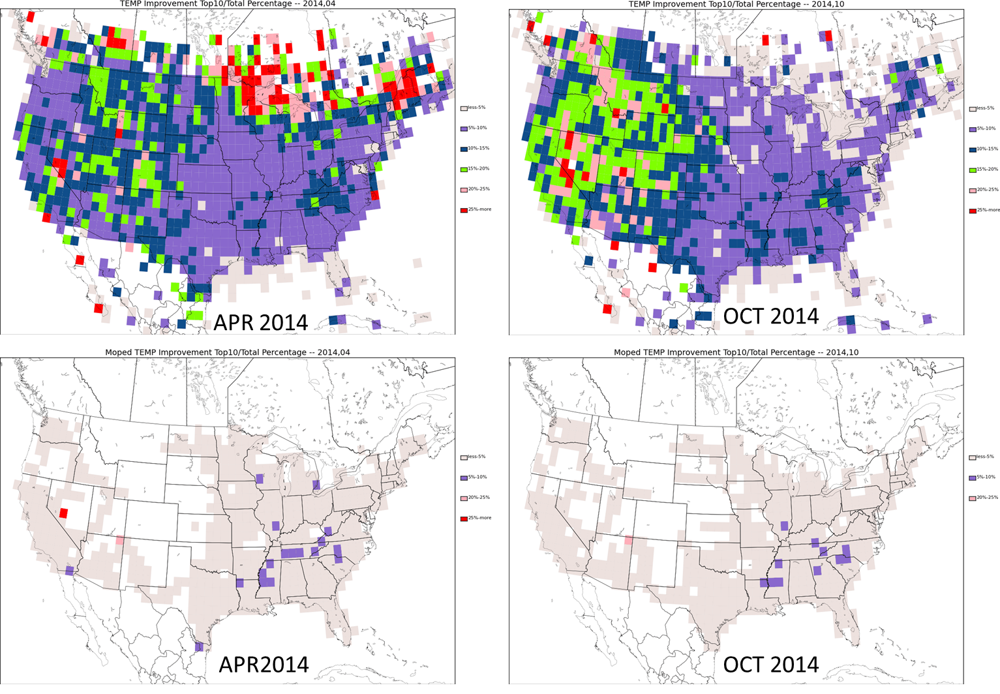 TEMP Improvement Top10/Total Percentage -- 2014,04
less-5%
5%-10%
10%-15%
15%-20%
20%-25%
25%-more
APR 2014
TEMP Improvement Top10/Total Percentage -- 2014,10
less-5%
5%-10%
10%-15%
15%-20%
20%-25%
25%-more
OCT 2014
Moped TEMP Improvement Top10/Total Percentage -- 2014,04
less-5%
5%-10%
20%-25%
25%-more
APR2014
Moped TEMP Improvement Top10/Total Percentage -- 2014,10
less-5%
5%-10%
20%-25%
OCT 2014